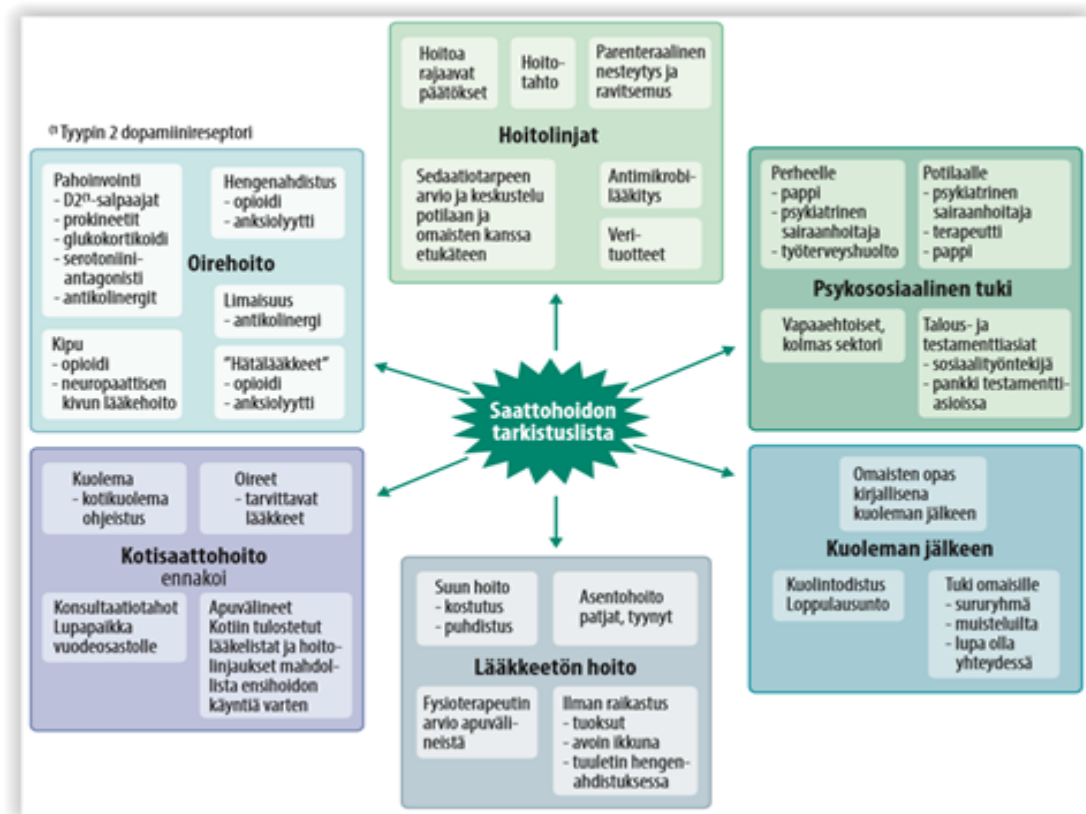 Hoitoa
rajaavat
päätökset
Hoito-
tahto
Parenteraalinen
nesteytys ja
ravitsemus
Hoitolinjat
Sedaatiotarpeen
arvio ja keskustelu
potilaan ja
omaisten kanssa
etukäteen
Antimikrobi-
lääkitys
Veri-
tuotteet
(1) Tyypin 2 dopamiinireseptori
Pahoinvointi
- D2(1)-salpaajat
- prokineetit
- glukokortikoidi
- serotoniini-
antagonisti
- antikolinergit
Hengenahdistus
- opioidi
- anksiolyytti
Oirehoito
Limaisuus
- antikolinergi
Kipu
- opioidi
- neuropaattisen
kivun lääkehoito
"Hätälääkkeet"
- opioidi
- anksiolyytti
Perheelle
- pappi
- psykiatrinen
sairaanhoitaja
- työterveyshuolto
Potilaalle
- psykiatrinen
sairaanhoitaja
- terapeutti
- pappi
Psykososiaalinen tuki
Vapaaehtoiset,
kolmas sektori
Talous- ja
testamenttiasiat
- sosiaalityöntekijä
- pankki testamentti-
asioissa
Saattohoidon
tarkistuslista
Kuolema
- kotikuolema
ohjeistus
Oireet
- tarvittavat
lääkkeet
Kotisaattohoito
ennakoi
Konsultaatiotahot
Lupapaikka
vuodeosastolle
Apuvälineet
Kotiin tulostetut
lääkelistat ja hoito-
linjaukset mahdol-
lista ensihoidon
käyntiä varten
Suun hoito
- kostutus
- puhdistus
Asentohoito
patjat, tyynyt
Lääkkeetön hoito
Fysioterapeutin
arvio apuväli-
neistä
Ilman raikastus
- tuoksut
- avoin ikkuna
- tuuletin hengen-
ahdistuksessa
Omaisten opas
kirjallisena
kuoleman jälkeen
Kuoleman jälkeen
Kuolintodistus
Loppulausunto
Tuki omaisille
- sururyhmä
- muisteluilta
- lupa olla
yhteydessä